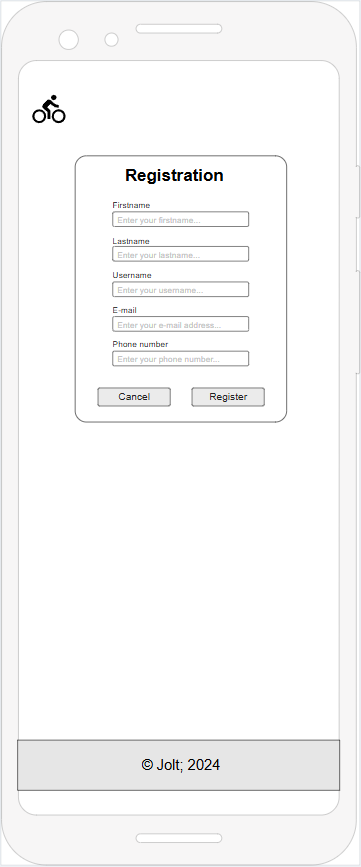 Registration
Firstname
Enter your firstname...
Lastname
Enter your lastname...
Username
Enter your username...
E-mail
Enter your e-mail address...
Phone number
Enter your phone number...
Cancel
Register
© Jolt; 2024